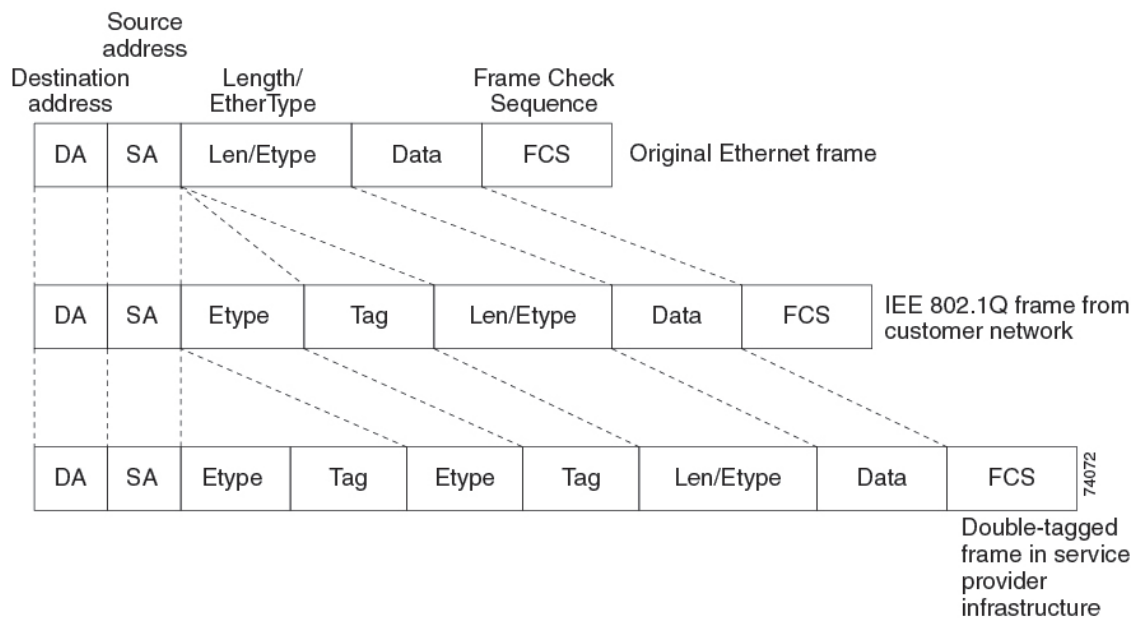 Source
address
Destination
address
Length/
EtherType
Frame Check
Sequence
DA SA Len/Etype Data FCS Original Ethernet frame
DA SA Etype Tag Len/Etype Data FCS
IEE 802.1Q frame from
customer network
DA SA Etype Tag Etype Tag Len/Etype Data FCS
74072
Double-tagged
frame in service
provider
infrastructure